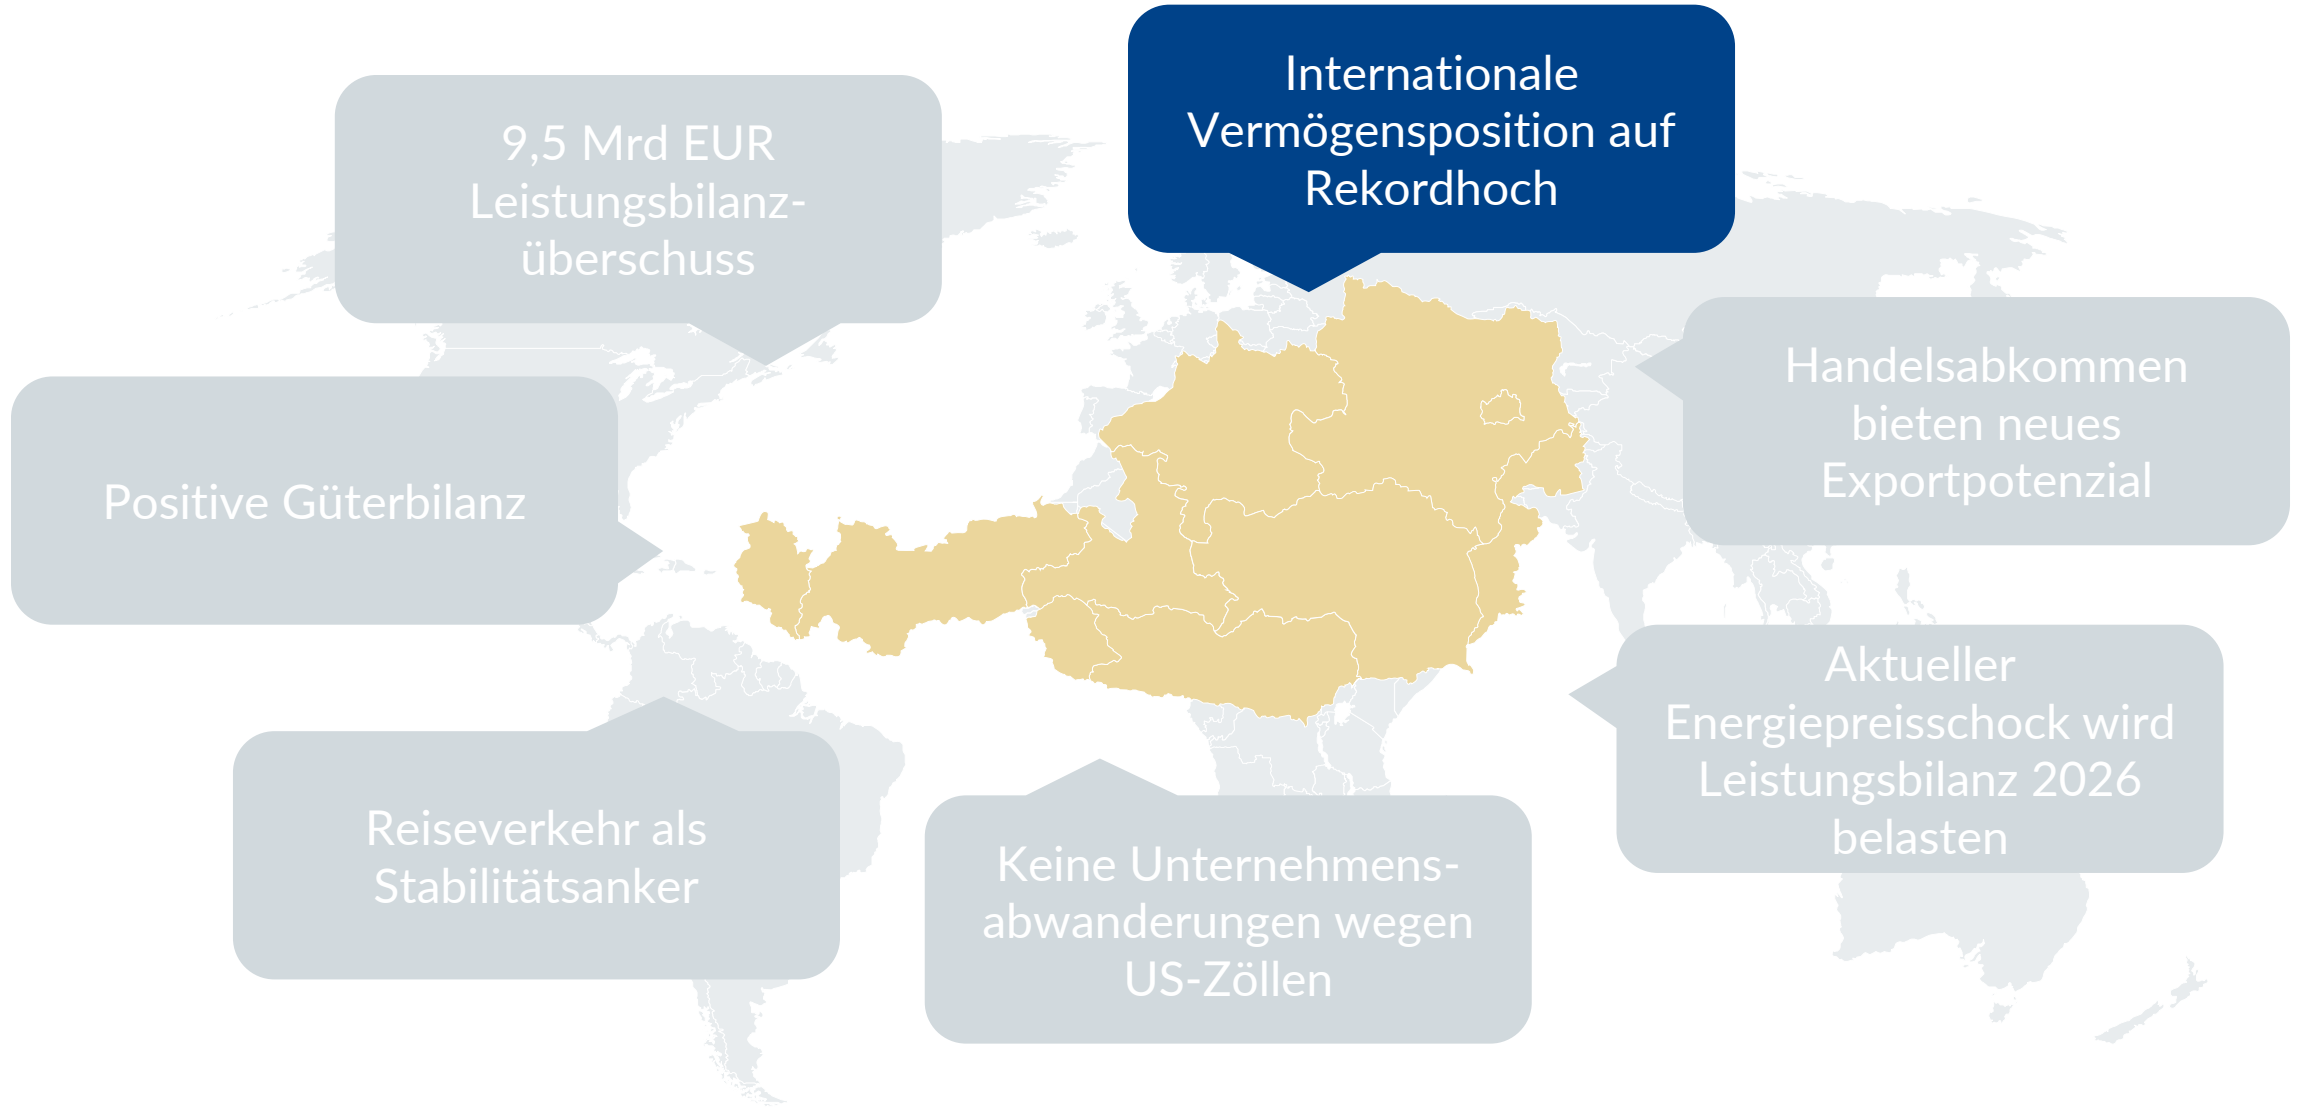 9,5 Mrd EUR
Leistungsbilanz-
überschuss
Internationale
Vermögensposition auf
Rekordhoch
Positive Güterbilanz
Handelsabkommen
bieten neues
Exportpotenzial
Reiseverkehr als
Stabilitätsanker
Keine Unternehmens-
abwanderungen wegen
US-Zöllen
Aktueller
Energiepreisschock wird
Leistungsbilanz 2026
belasten